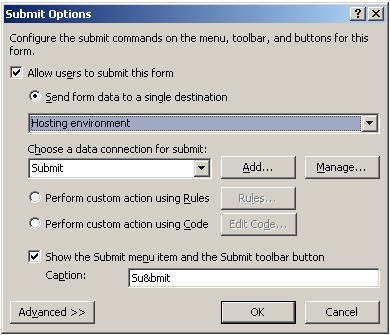 Submit Options
Configure the submit commands on the menu, toolbar, and buttons for this
form.
Allow users to submit this form
Send form data to a single destination
Hosting environment
Choose a data connection for submit:
Submit
Add...
Manage...
Perform custom action using Rules
Rules...
Perform custom action using Code
Edit Code...
Show the Submit menu item and the Submit toolbar button
Caption:
Su&bmit
Advanced >>
OK
Cancel